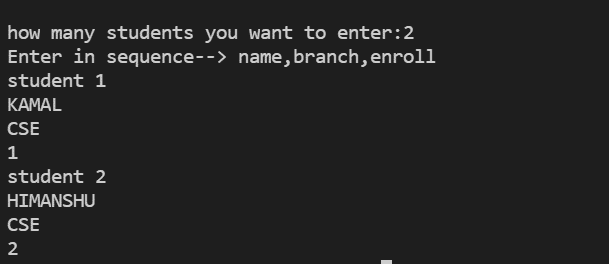 how many students you want to enter:2
Enter in sequence--> name,branch,enroll
student 1
KAMAL
CSE
1
student 2
HIMANSHU
CSE
2